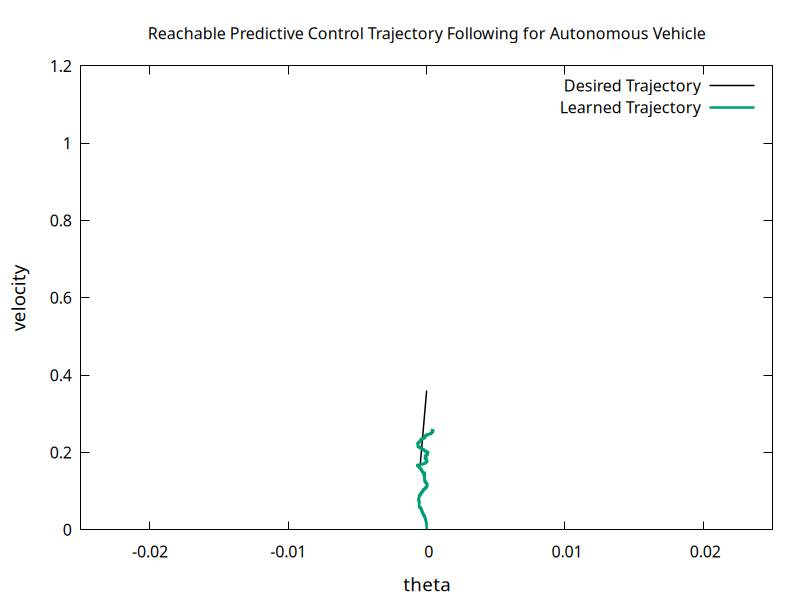 Reachable Predictive Control Trajectory Following for Autonomous Vehicle
Desired Trajectory
Learned Trajectory
1.2
1
0.8
0.6
0.4
0.2
0
velocity
-0.02
-0.01
0
0.01
0.02
theta